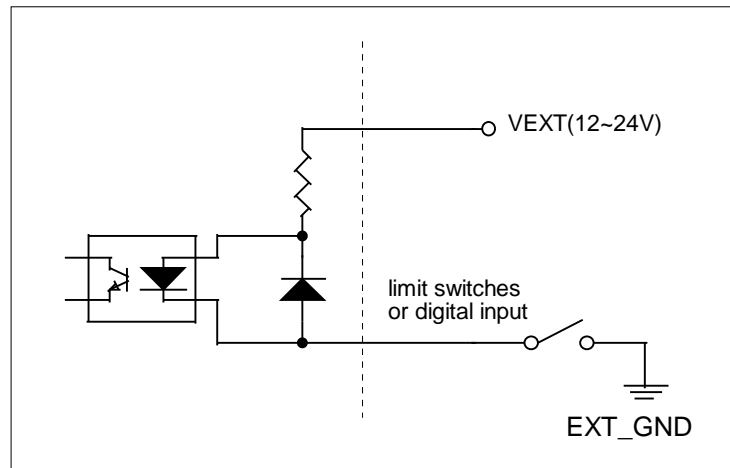 VEXT(12~24V)
limit switches
or digital input
EXT_GND